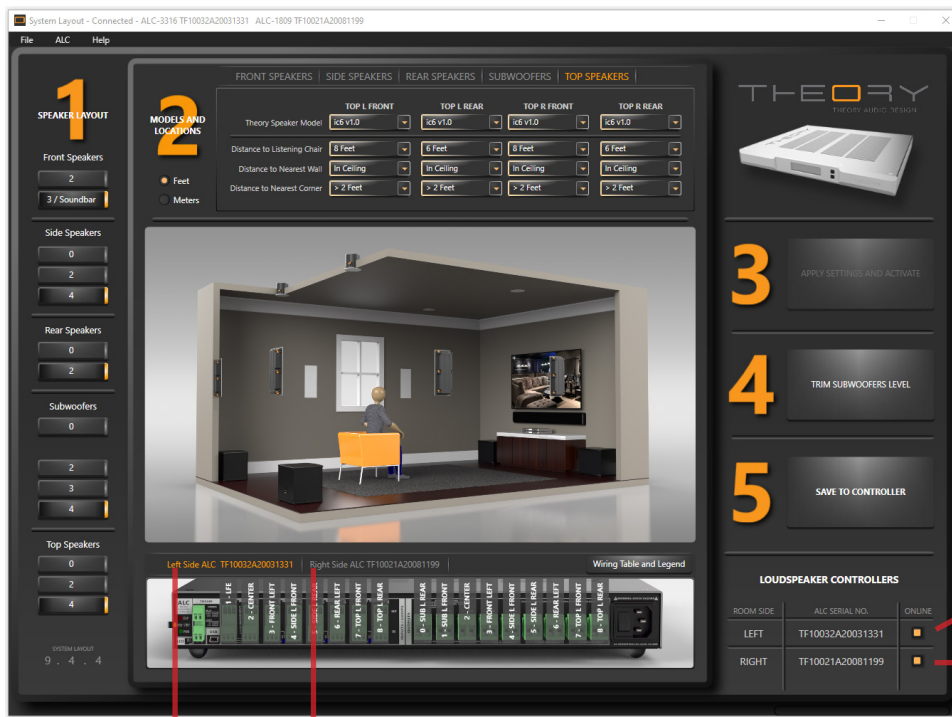 System Layout - Connected - ALC-3316 TF10032A20031331 ALC-1809 TF10021A20081199
File ALC Help
1
SPEAKER LAYOUT
Front Speakers
2
3 / Soundbar
Side Speakers
0
2
4
Rear Speakers
0
2
Subwoofers
0
2
3
4
Top Speakers
0
2
4
SYSTEM LAYOUT
9 . 4 . 4
2
MODELS AND
LOCATIONS
Feet
Meters
FRONT SPEAKERS SIDE SPEAKERS REAR SPEAKERS SUBWOOFERS TOP SPEAKERS
TOP L FRONT TOP L REAR TOP R FRONT TOP R REAR
Theory Speaker Model ic6 v1.0 ic6 v1.0 ic6 v1.0 ic6 v1.0
Distance to Listening Chair 8 Feet 6 Feet 8 Feet 6 Feet
Distance to Nearest Wall In Ceiling In Ceiling In Ceiling In Ceiling
Distance to Nearest Corner > 2 Feet > 2 Feet > 2 Feet > 2 Feet
Left Side ALC TF10032A20031331 Right Side ALC TF10021A20081199 Wiring Table and Legend
ALC
1 - LFE
2 - CENTER
3 - FRONT LEFT
4 - SIDE L FRONT
5 - SIDE L REAR
6 - REAR LEFT
7 - TOP L FRONT
8 - TOP L REAR
0 - SUB L REAR
1 - SUB L
2 - CENTER
3 - FRONT LEFT
4 - SIDE L FRONT
5 - SIDE L REAR
6 - REAR LEFT
7 - TOP L FRONT
8 - TOP L REAR
THEORY
THEORY AUDIO DESIGN
3
APPLY SETTINGS AND ACTIVATE
4
TRIM SUBWOOFERS LEVEL
5
SAVE TO CONTROLLER
LOUDSPEAKER CONTROLLERS
ROOM SIDE ALC SERIAL NO. ONLINE
LEFT TF10032A20031331
RIGHT TF10021A20081199